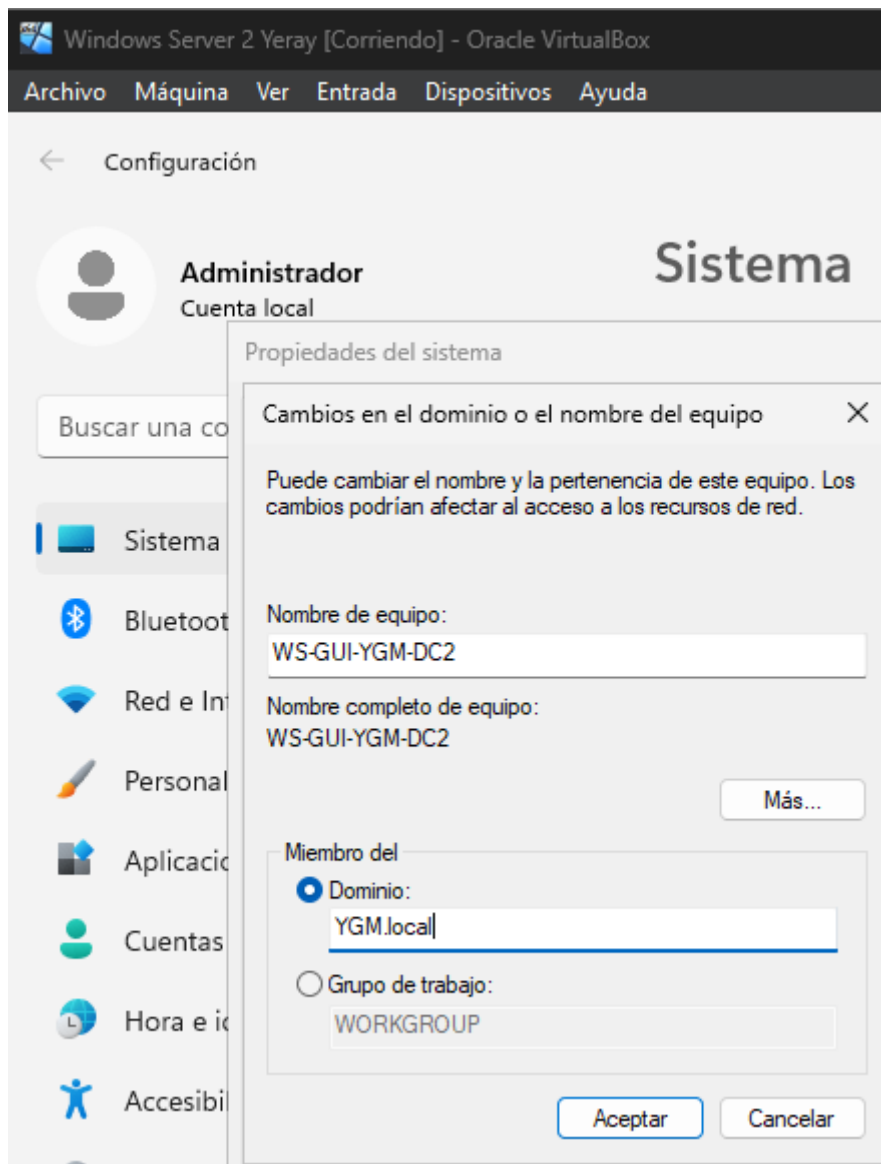 Windows Server 2 Yeray [Corriendo] - Oracle VirtualBox
Archivo Máquina Ver Entrada Dispositivos Ayuda
Configuración
Administrador
Cuenta local
Sistema
Propiedades del sistema
Buscar una co
Sistema
Bluetoot
Red e In
Personal
Aplicacio
Cuentas
Hora e id
Accesibil
Cambios en el dominio o el nombre del equipo
Puede cambiar el nombre y la pertenencia de este equipo. Los
cambios podrían afectar al acceso a los recursos de red.
Nombre de equipo:
WS-GUI-YGM-DC2
Nombre completo de equipo:
WS-GUI-YGM-DC2
Más...
Miembro del
Dominio:
YGM.local
Grupo de trabajo:
WORKGROUP
Aceptar Cancelar